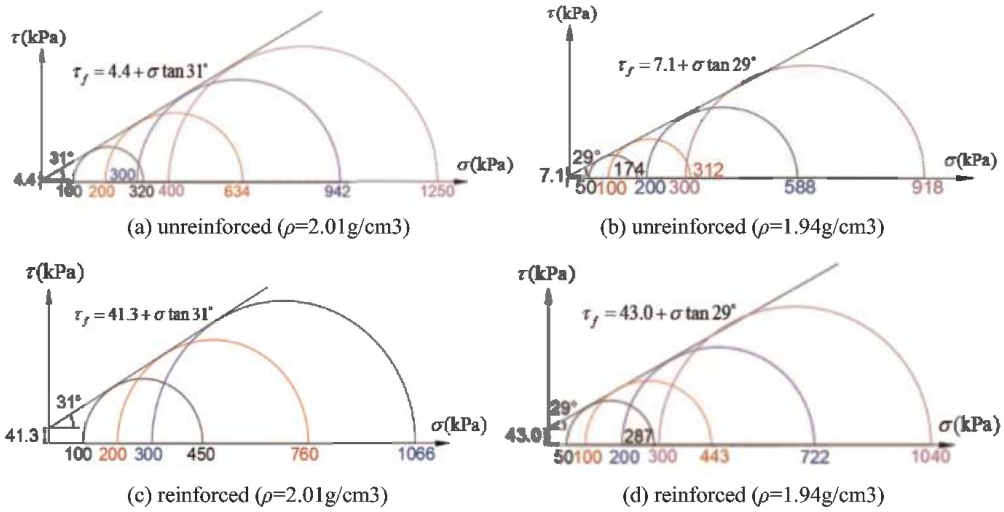 τ(kPa)
τ_f = 4.4 + σ tan 31°
31°
4.4
σ(kPa)
100 200 300 320 400 634 942 1250
(a) unreinforced (ρ=2.01g/cm3)
τ(kPa)
τ_f = 7.1 + σ tan 29°
29°
7.1
174 312
σ(kPa)
50 100 200 300 588 918
(b) unreinforced (ρ=1.94g/cm3)
τ(kPa)
τ_f = 41.3 + σ tan 31°
31°
41.3
σ(kPa)
100 200 300 450 760 1066
(c) reinforced (ρ=2.01g/cm3)
τ(kPa)
τ_f = 43.0 + σ tan 29°
29°
43.0
287
σ(kPa)
50 100 200 300 443 722 1040
(d) reinforced (ρ=1.94g/cm3)